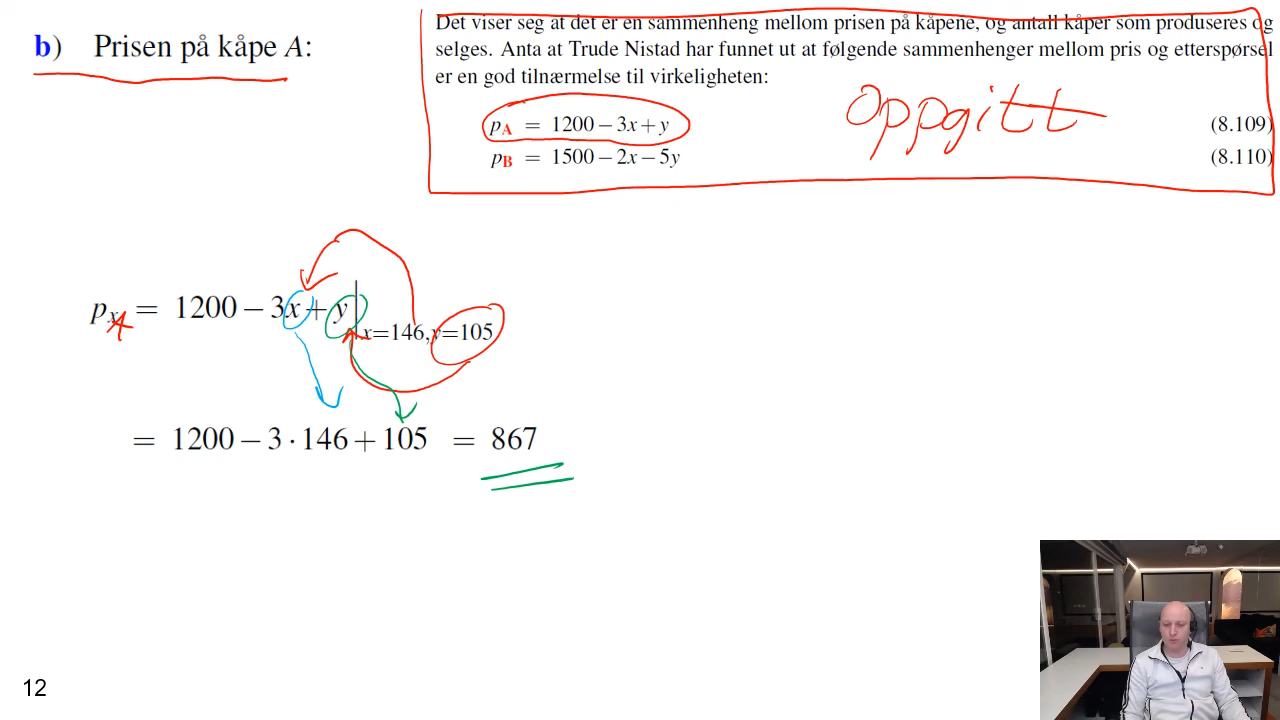 b) Prisen på kåpe A:
Det viser seg at det er en sammenheng mellom prisen på kåpene, og antall kåper som produseres og
selges. Anta at Trude Nistad har funnet ut at følgende sammenhenger mellom pris og etterspørsel
er en god tilnærmelse til virkeligheten:
pA = 1200 − 3x + y (8.109)
pB = 1500 − 2x − 5y (8.110)
oppgitt
px A = 1200 − 3x + y|x=146,y=105
= 1200 − 3 · 146 + 105 = 867
12